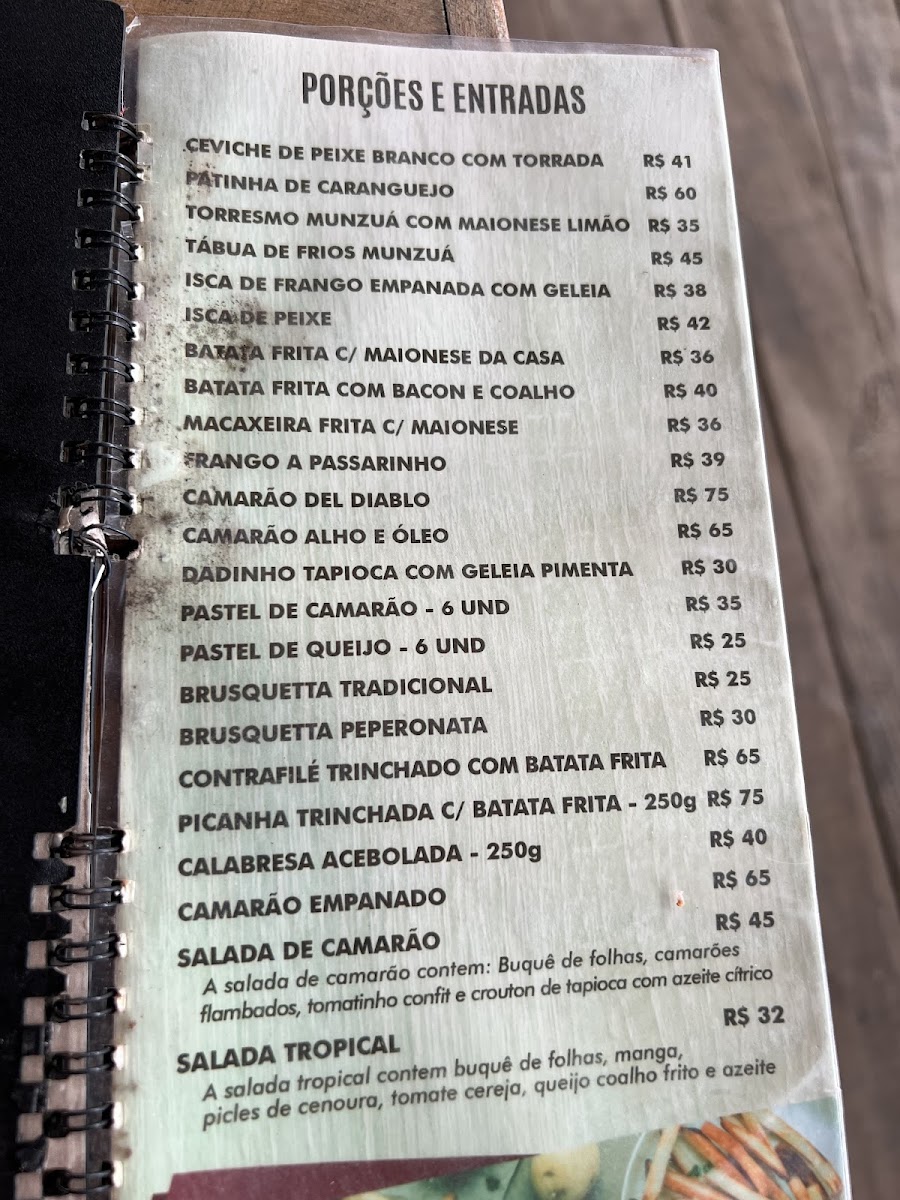 PORÇÕES E ENTRADAS
CEVICHE DE PEIXE BRANCO COM TORRADA R$ 41
PATINHA DE CARANGUEJO R$ 60
TORRESMO MUNZUÁ COM MAIONESE LIMÃO R$ 35
TÁBUA DE FRIOS MUNZUÁ R$ 45
ISCA DE FRANGO EMPANADA COM GELEIA R$ 38
ISCA DE PEIXE R$ 42
BATATA FRITA C/ MAIONESE DA CASA R$ 36
BATATA FRITA COM BACON E COALHO R$ 40
MACAXEIRA FRITA C/ MAIONESE R$ 36
FRANGO A PASSARINHO R$ 39
CAMARÃO DEL DIABLO R$ 75
CAMARÃO ALHO E ÓLEO R$ 65
DADINHO TAPIOCA COM GELEIA PIMENTA R$ 30
PASTEL DE CAMARÃO - 6 UND R$ 35
PASTEL DE QUEIJO - 6 UND R$ 25
BRUSQUETTA TRADICIONAL R$ 25
BRUSQUETTA PEPERONATA R$ 30
CONTRAFILÉ TRINCHADO COM BATATA FRITA R$ 65
PICANHA TRINCHADA C/ BATATA FRITA - 250g R$ 75
CALABRESA ACEBOLADA - 250g R$ 40
CAMARÃO EMPANADO R$ 65
SALADA DE CAMARÃO R$ 45
A salada de camarão contem: Buquê de folhas, camarões
flambados, tomatinho confit e crouton de tapioca com azeite cítrico
SALADA TROPICAL R$ 32
A salada tropical contem buquê de folhas, manga,
picles de cenoura, tomate cereja, queijo coalho frito e azeite